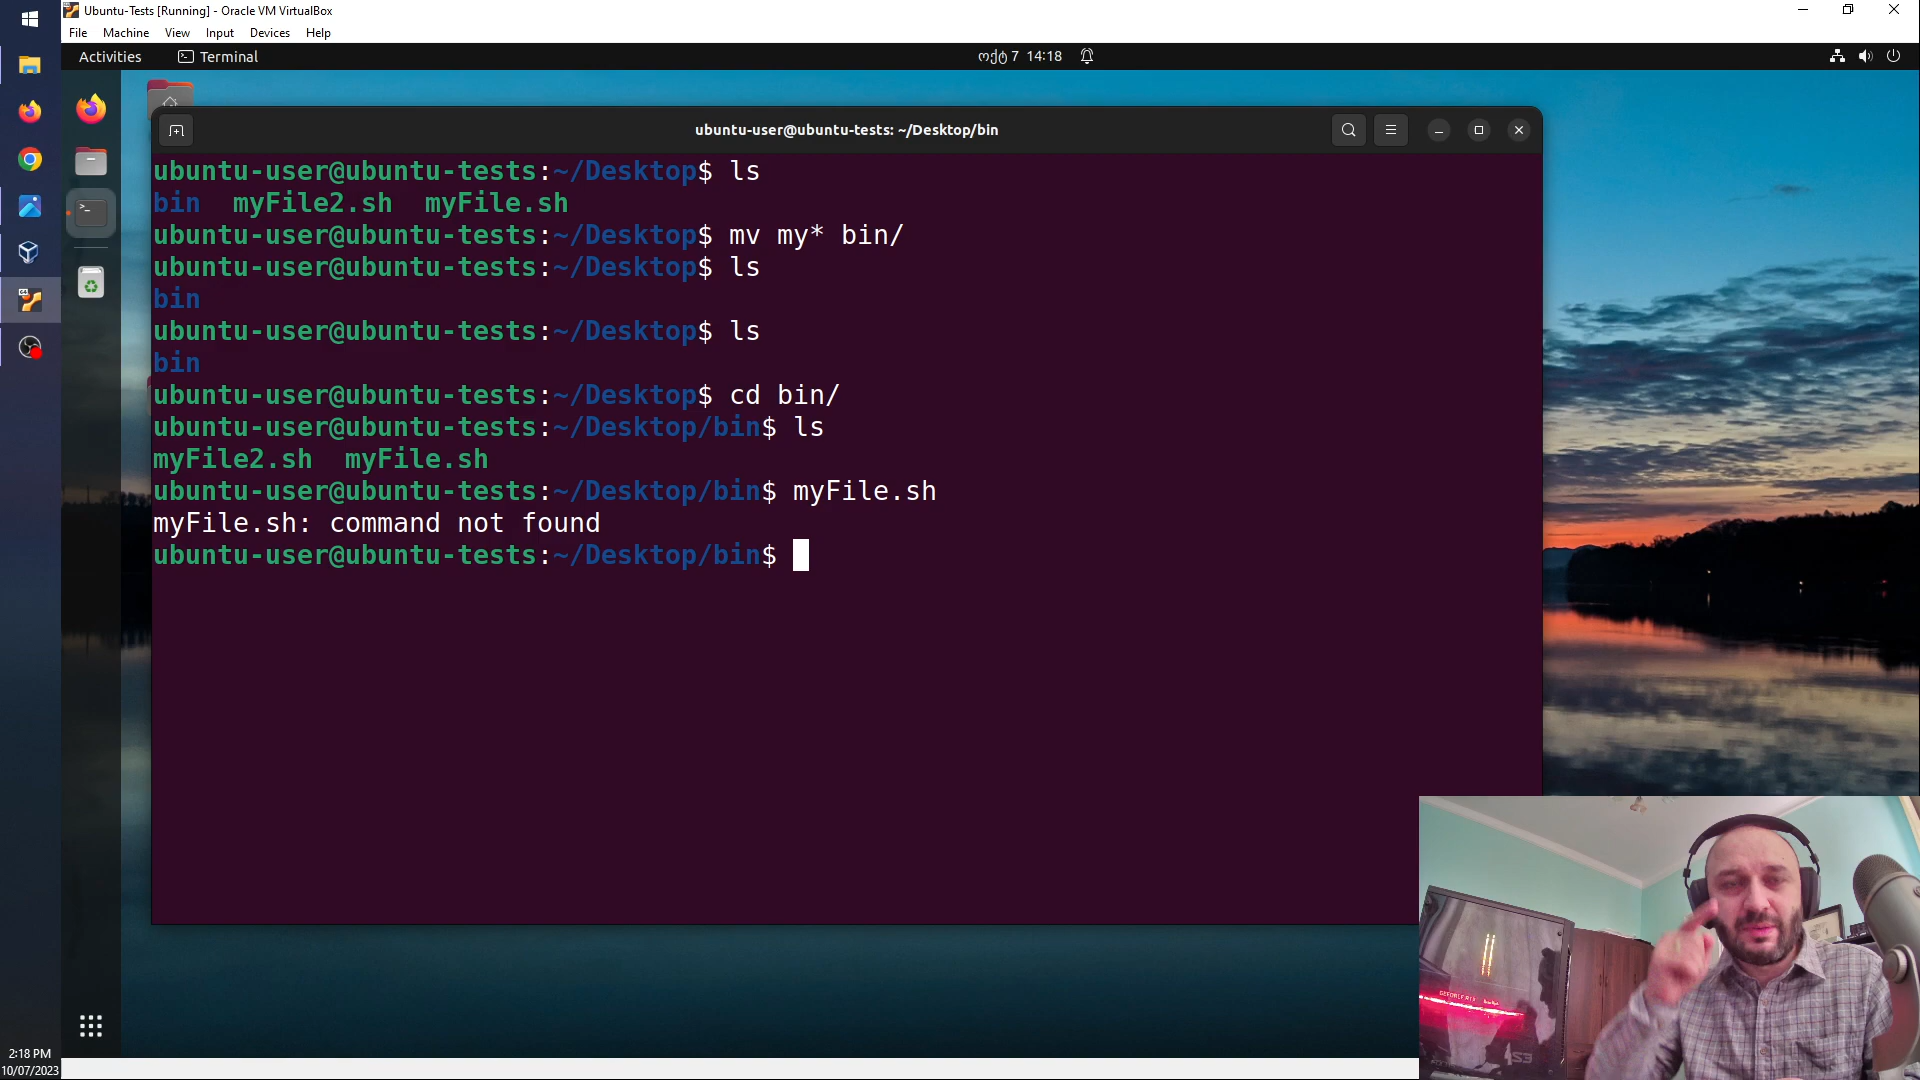 Ubuntu-Tests [Running] - Oracle VM VirtualBox
File Machine View Input Devices Help
Activities Terminal ოქტ 7 14:18
ubuntu-user@ubuntu-tests: ~/Desktop/bin
ubuntu-user@ubuntu-tests:~/Desktop$ ls
bin myFile2.sh myFile.sh
ubuntu-user@ubuntu-tests:~/Desktop$ mv my* bin/
ubuntu-user@ubuntu-tests:~/Desktop$ ls
bin
ubuntu-user@ubuntu-tests:~/Desktop$ ls
bin
ubuntu-user@ubuntu-tests:~/Desktop$ cd bin/
ubuntu-user@ubuntu-tests:~/Desktop/bin$ ls
myFile2.sh myFile.sh
ubuntu-user@ubuntu-tests:~/Desktop/bin$ myFile.sh
myFile.sh: command not found
ubuntu-user@ubuntu-tests:~/Desktop/bin$
GEFORCE RTX
2:18 PM
10/07/2023